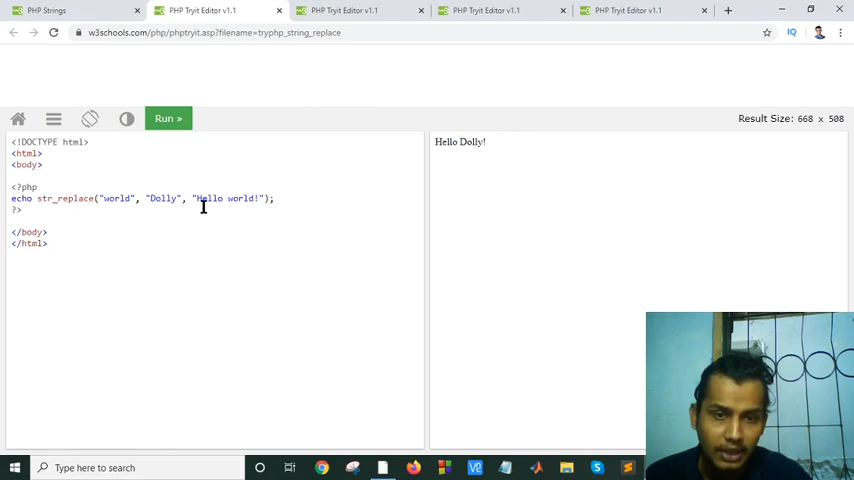 PHP Strings
PHP Tryit Editor v1.1
PHP Tryit Editor v1.1
PHP Tryit Editor v1.1
PHP Tryit Editor v1.1
w3schools.com/php/phptryit.asp?filename=tryphp_string_replace
IQ
Run »
Result Size: 668 x 508
<!DOCTYPE html>
<html>
<body>
<?php
echo str_replace("world", "Dolly", "Hello world!");
?>
</body>
</html>
Hello Dolly!
Type here to search